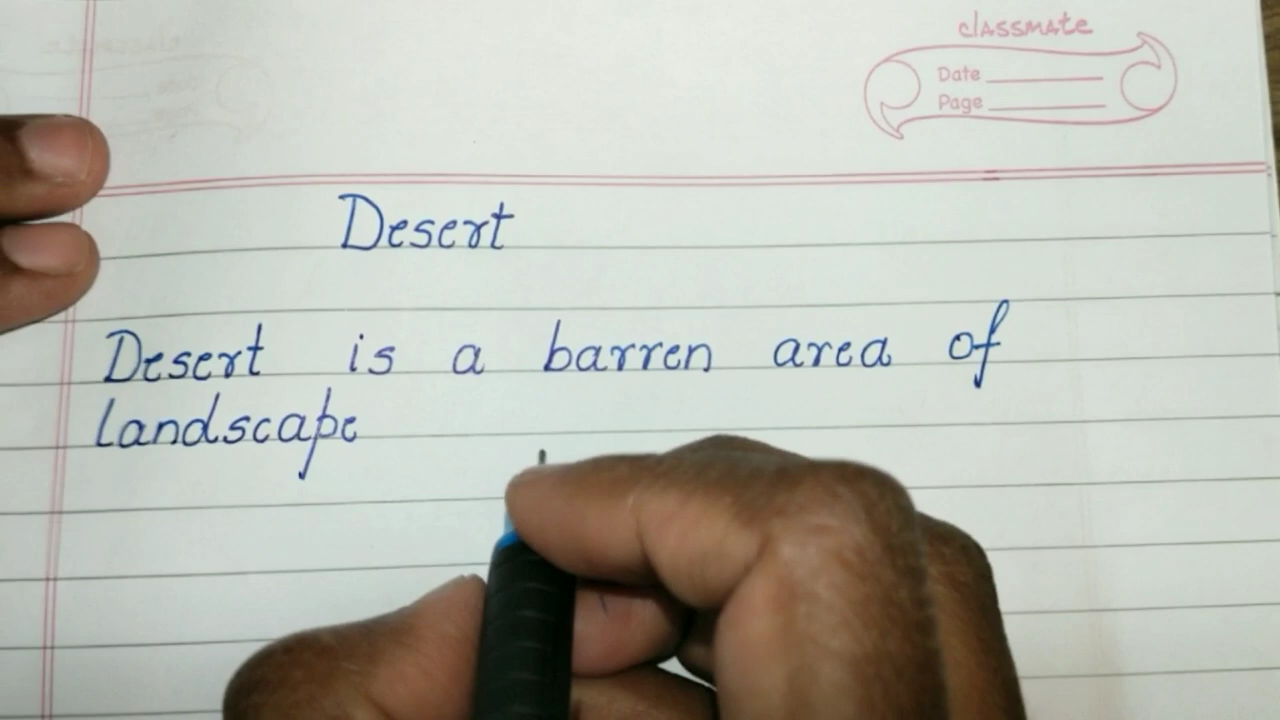 classmate
Date
Page
Desert
Desert is a barren area of
landscape